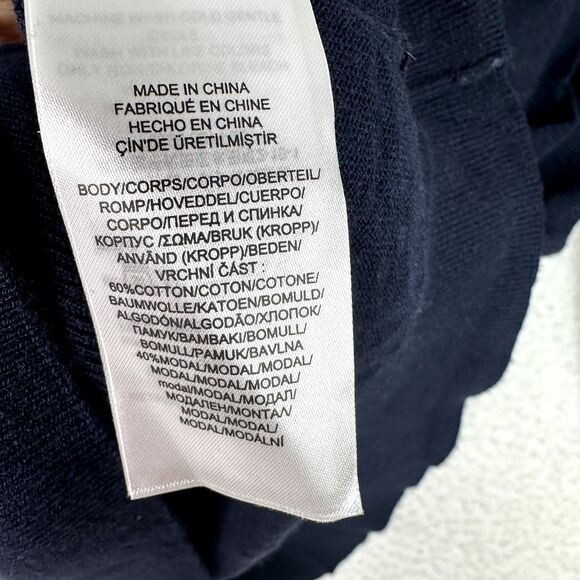 MADE IN CHINA
FABRIQUÉ EN CHINE
HECHO EN CHINA
ÇİN'DE ÜRETİLMİŞTİR
BODY/CORPS/CORPO/OBERTEIL/
ROMP/HOVEDDEL/CUERPO/
CORPO/ПЕРЕД И СПИНКА/
КОРПУС /ΣΩΜΑ/BRUK (KROPP)/
ANVÄND (KROPP)/BEDEN/
VRCHNÍ ČÁST :
60%COTTON/COTON/COTONE/
BAUMWOLLE/KATOEN/BOMULD/
ALGODÓN/ALGODÃO/ХЛОПОК/
ПАМУК/ΒΑΜΒΑΚΙ/BOMULL/
BOMULL/PAMUK/BAVLNA
40%MODAL/MODAL/MODAL/
MODAL/MODAL/MODAL/
modal/MODAL/МОДАЛ/
МОДАЛЕН/ΜΟΝΤΑΛ/
MODAL/MODAL/
MODAL/MODÁLNÍ